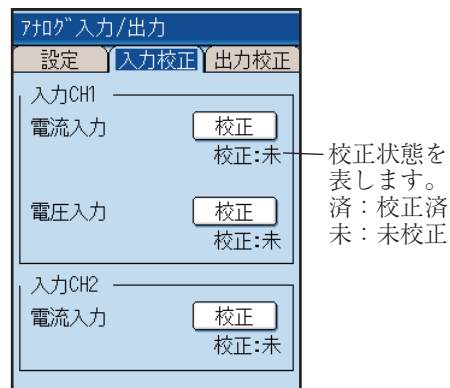 ｱﾅﾛｸﾞ入力/出力
設定 入力校正 出力校正
入力CH1
電流入力 校正
校正:未
電圧入力 校正
校正:未
入力CH2
電流入力 校正
校正:未
校正状態を
表します。
済：校正済
未：未校正